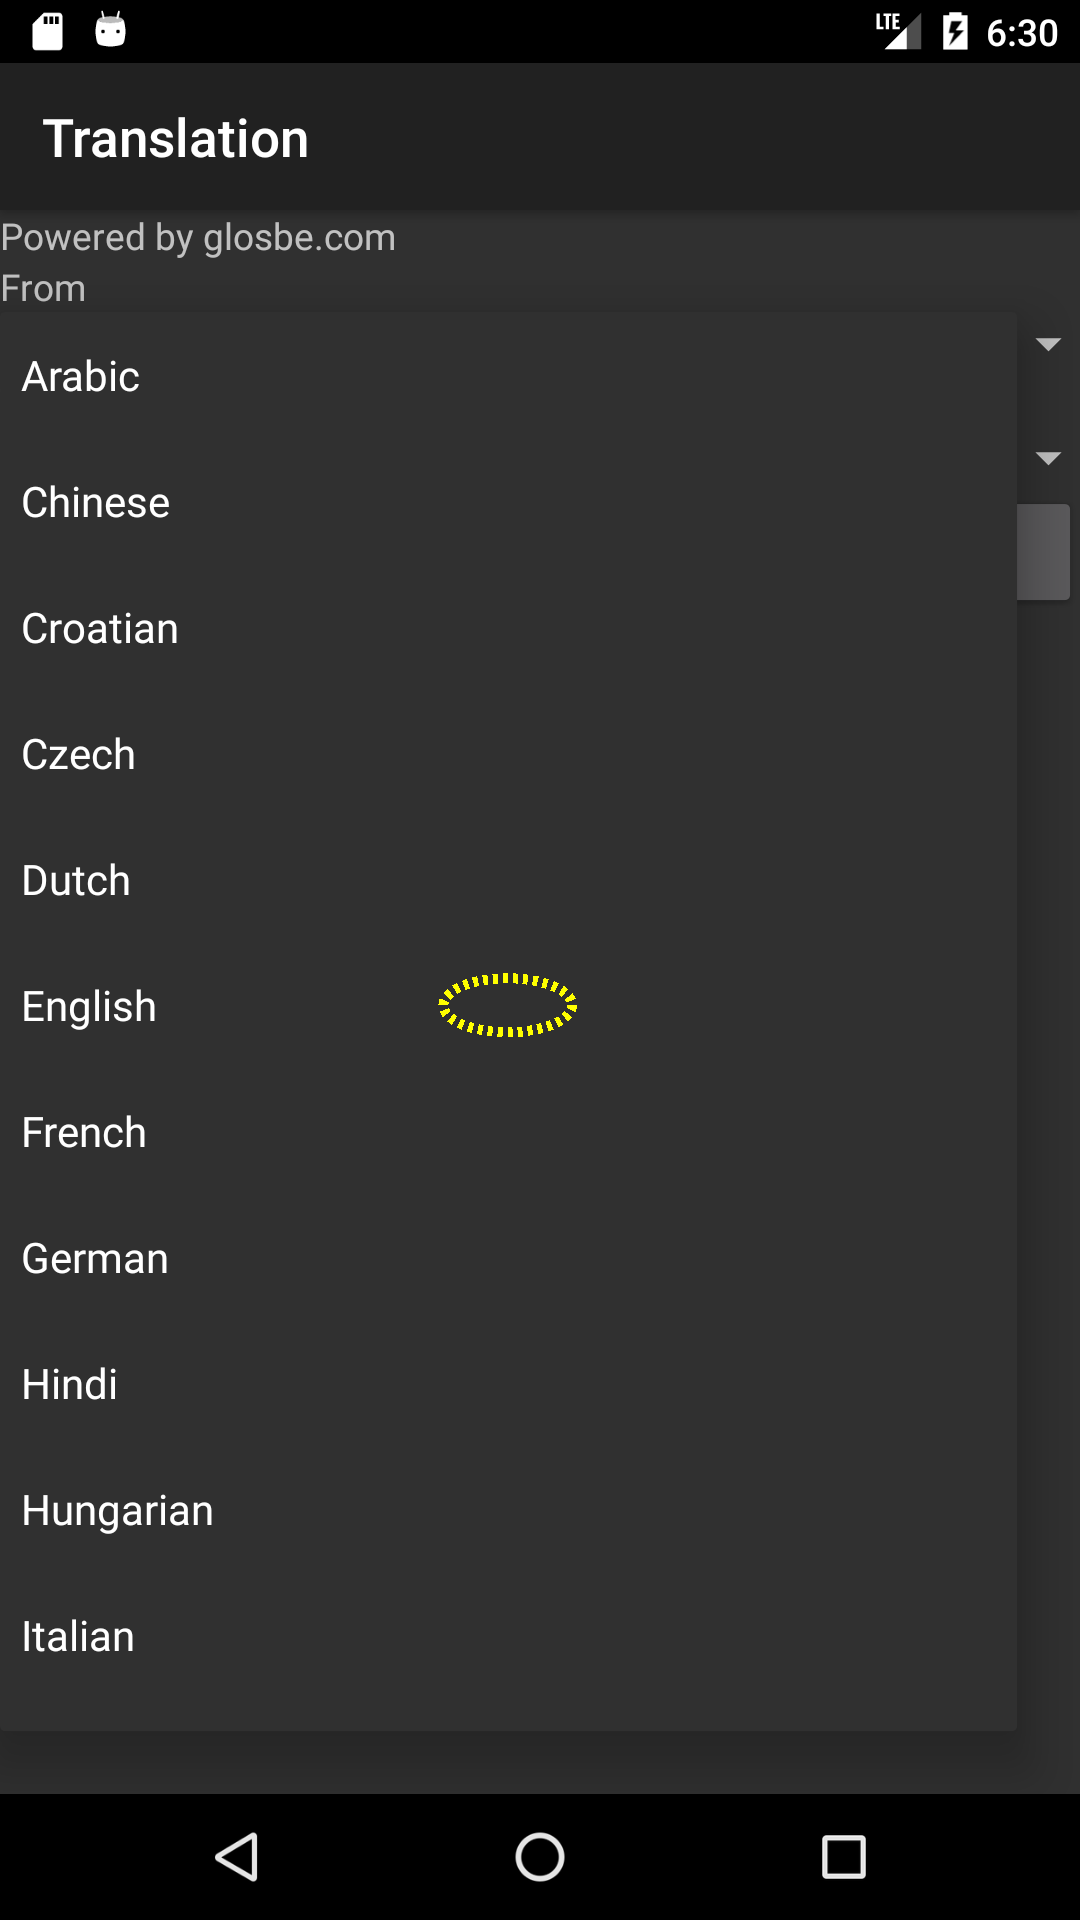 LTE 6:30
Translation
Powered by glosbe.com
From
Arabic
Chinese
Croatian
Czech
Dutch
English
French
German
Hindi
Hungarian
Italian